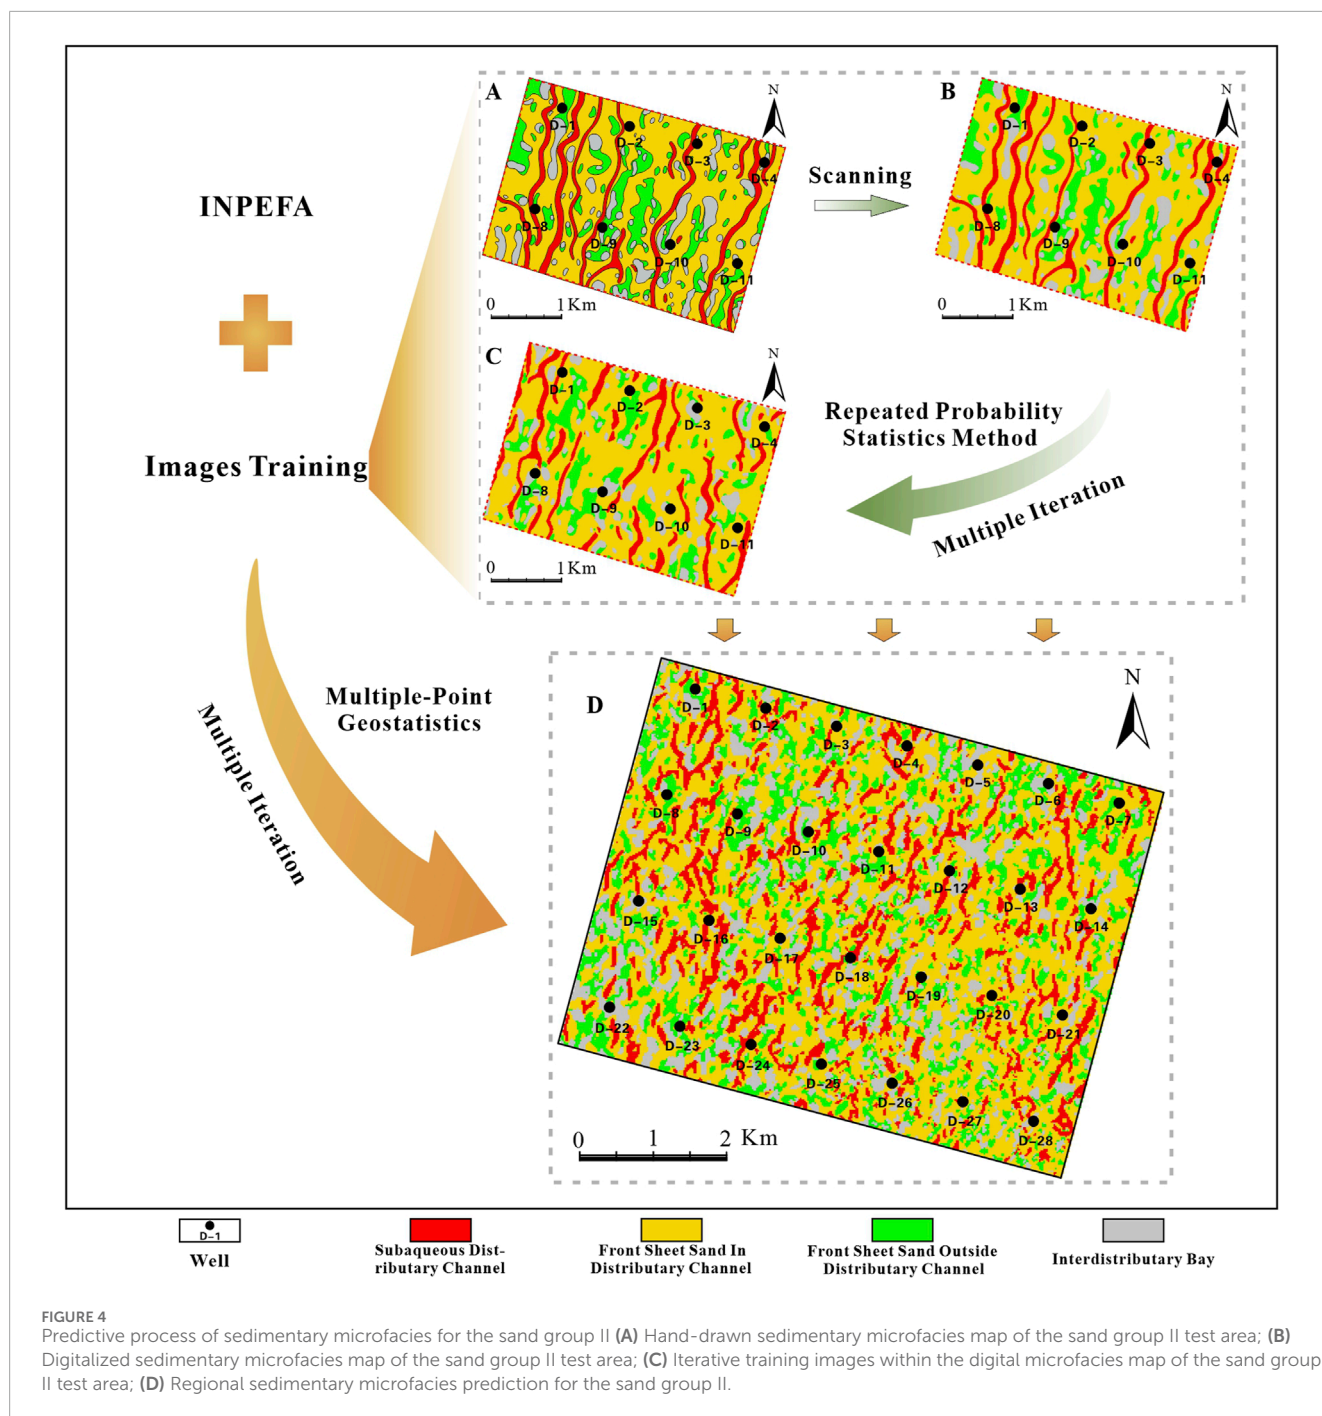 A
N
D-1
D-2
D-3
D-4
D-8
D-9
D-10
D-11
0 1Km
Scanning
B
N
D-1
D-2
D-3
D-4
D-8
D-9
D-10
D-11
0 1Km
INPEFA
Images Training
C
N
D-1
D-2
D-3
D-4
D-8
D-9
D-10
D-11
0 1Km
Repeated Probability
Statistics Method
Multiple Iteration
Multiple-Point
Geostatistics
Multiple Iteration
D
N
D-1
D-2
D-3
D-4
D-5
D-6
D-7
D-8
D-9
D-10
D-11
D-12
D-13
D-14
D-15
D-16
D-17
D-18
D-19
D-20
D-21
D-22
D-23
D-24
D-25
D-26
D-27
D-28
0 1 2 Km
D-1
Well
Subaqueous Dist-
ributary Channel
Front Sheet Sand In
Distributary Channel
Front Sheet Sand Outside
Distributary Channel
Interdistributary Bay
FIGURE 4
Predictive process of sedimentary microfacies for the sand group II (A) Hand-drawn sedimentary microfacies map of the sand group II test area; (B)
Digitalized sedimentary microfacies map of the sand group II test area; (C) Iterative training images within the digital microfacies map of the sand group
II test area; (D) Regional sedimentary microfacies prediction for the sand group II.